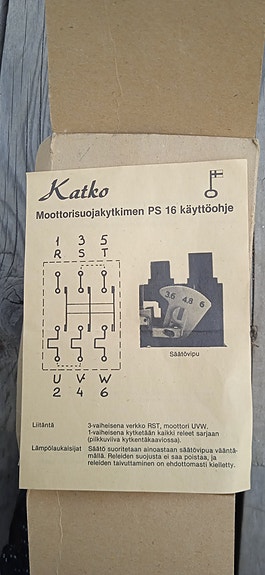 Katko
Moottorisuojakytkimen PS 16 käyttöohje
1 3 5
R S T
3.6 4.8 6
Säätövipu
U V W
2 4 6
Liitäntä 3-vaiheisena verkko RST, moottori UVW,
1-vaiheisena kytketään kaikki releet sarjaan
(pilkkuviiva kytkentäkaaviossa).
Lämpölaukaisijat Säätö suoritetaan ainoastaan säätövipua vääntä-
mällä. Releiden suojusta ei saa poistaa, ja
releiden taivuttaminen on ehdottomasti kielletty.